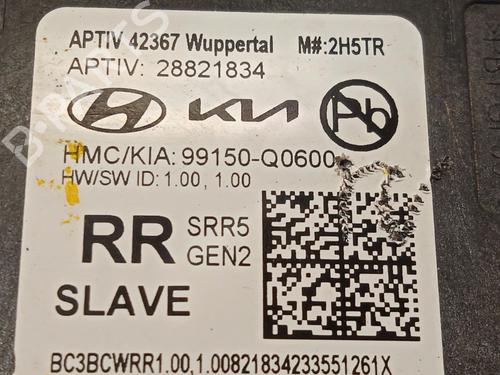 APTIV 42367 Wuppertal M#:2H5TR
APTIV: 28821834
KIA Pb
HMC/KIA: 99150-Q0600
HW/SW ID: 1.00, 1.00
RR SRR5
GEN2
SLAVE
BC3BCWRR1.00,1.00821834233551261X
B-PARTS